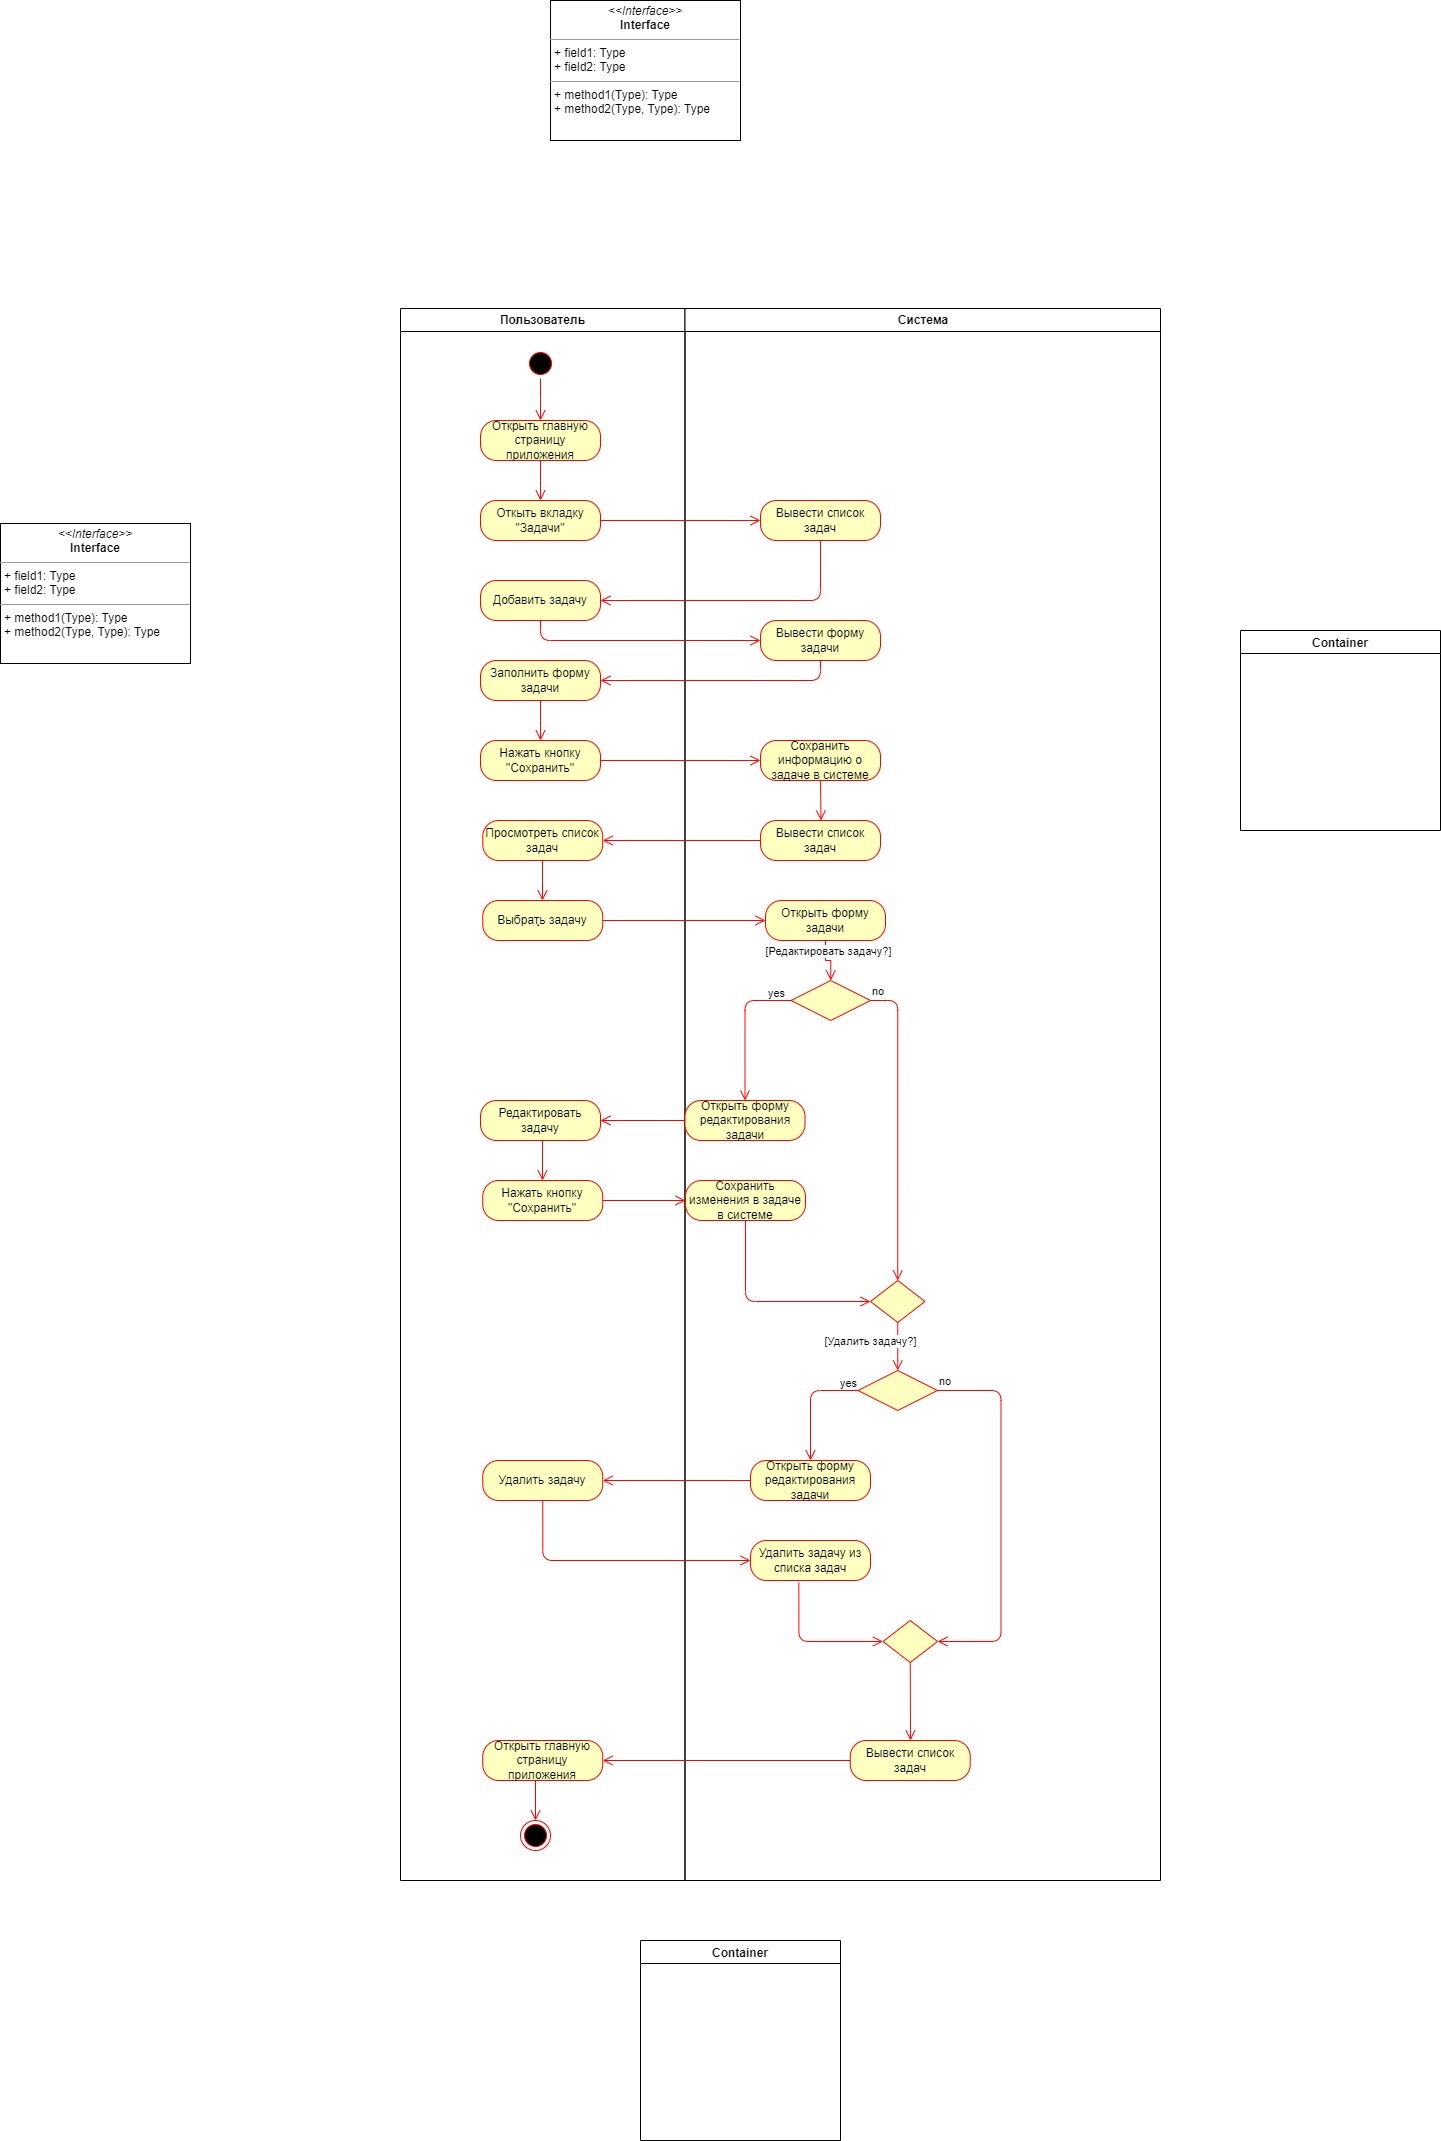 <<Interface>>
Interface
+ field1: Type
+ field2: Type
+ method1(Type): Type
+ method2(Type, Type): Type
Пользователь
Система
Открыть главную
страницу
приложения
Откыть вкладку
"Задачи"
Вывести список
задач
<<Interface>>
Interface
+ field1: Type
+ field2: Type
+ method1(Type): Type
+ method2(Type, Type): Type
Добавить задачу
Вывести форму
задачи
Container
Заполнить форму
задачи
Нажать кнопку
"Сохранить"
Сохранить
информацию о
задаче в системе
Просмотреть список
задач
Вывести список
задач
Выбрать задачу
Открыть форму
задачи
[Редактировать задачу?]
yes
no
Редактировать
задачу
Открыть форму
редактирования
задачи
Нажать кнопку
"Сохранить"
Сохранить
изменения в задаче
в системе
[Удалить задачу?]
yes
no
Удалить задачу
Открыть форму
редактирования
задачи
Удалить задачу из
списка задач
Открыть главную
страницу
приложения
Вывести список
задач
Container